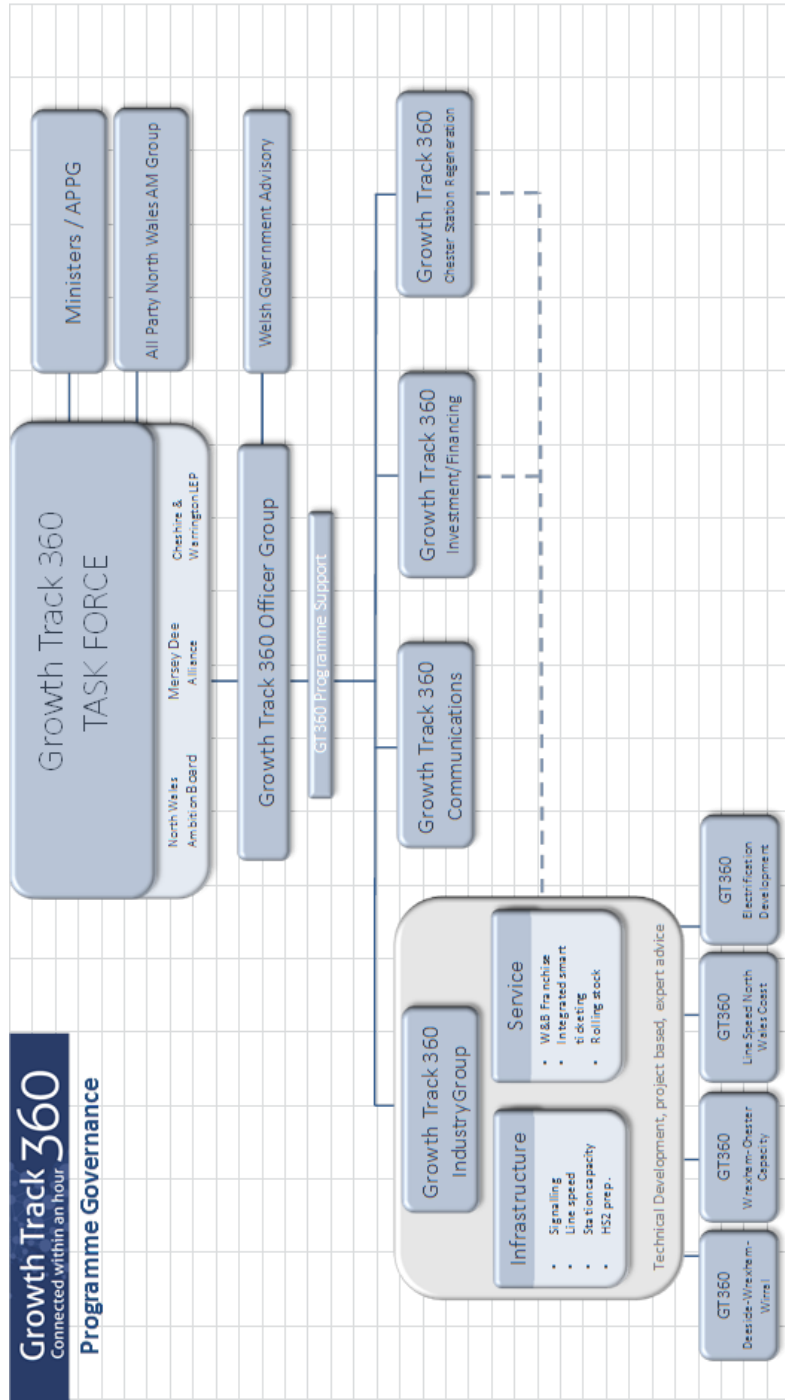 Growth Track 360
Connected within an hour
Programme Governance
Growth Track 360
TASK FORCE
North Wales
Ambition Board
Mersey Dee
Alliance
Cheshire &
Warrington LEP
Ministers / APPG
All Party North Wales AM Group
Growth Track 360 Officer Group
Welsh Government Advisory
GT360 Programme Support
Growth Track 360
Industry Group
Growth Track 360
Communications
Growth Track 360
Investment/Financing
Growth Track 360
Chester Station Regeneration
Infrastructure
• Signalling
• Line speed
• Station capacity
• HS2 prep.
Service
• W&B Franchise
• Integrated smart
ticketing
• Rolling stock
Technical Development, project based, expert advice
GT360
Deeside-Wrexham-
Wirral
GT360
Wrexham-Chester
Capacity
GT360
Line Speed North
Wales Coast
GT360
Electrification
Development